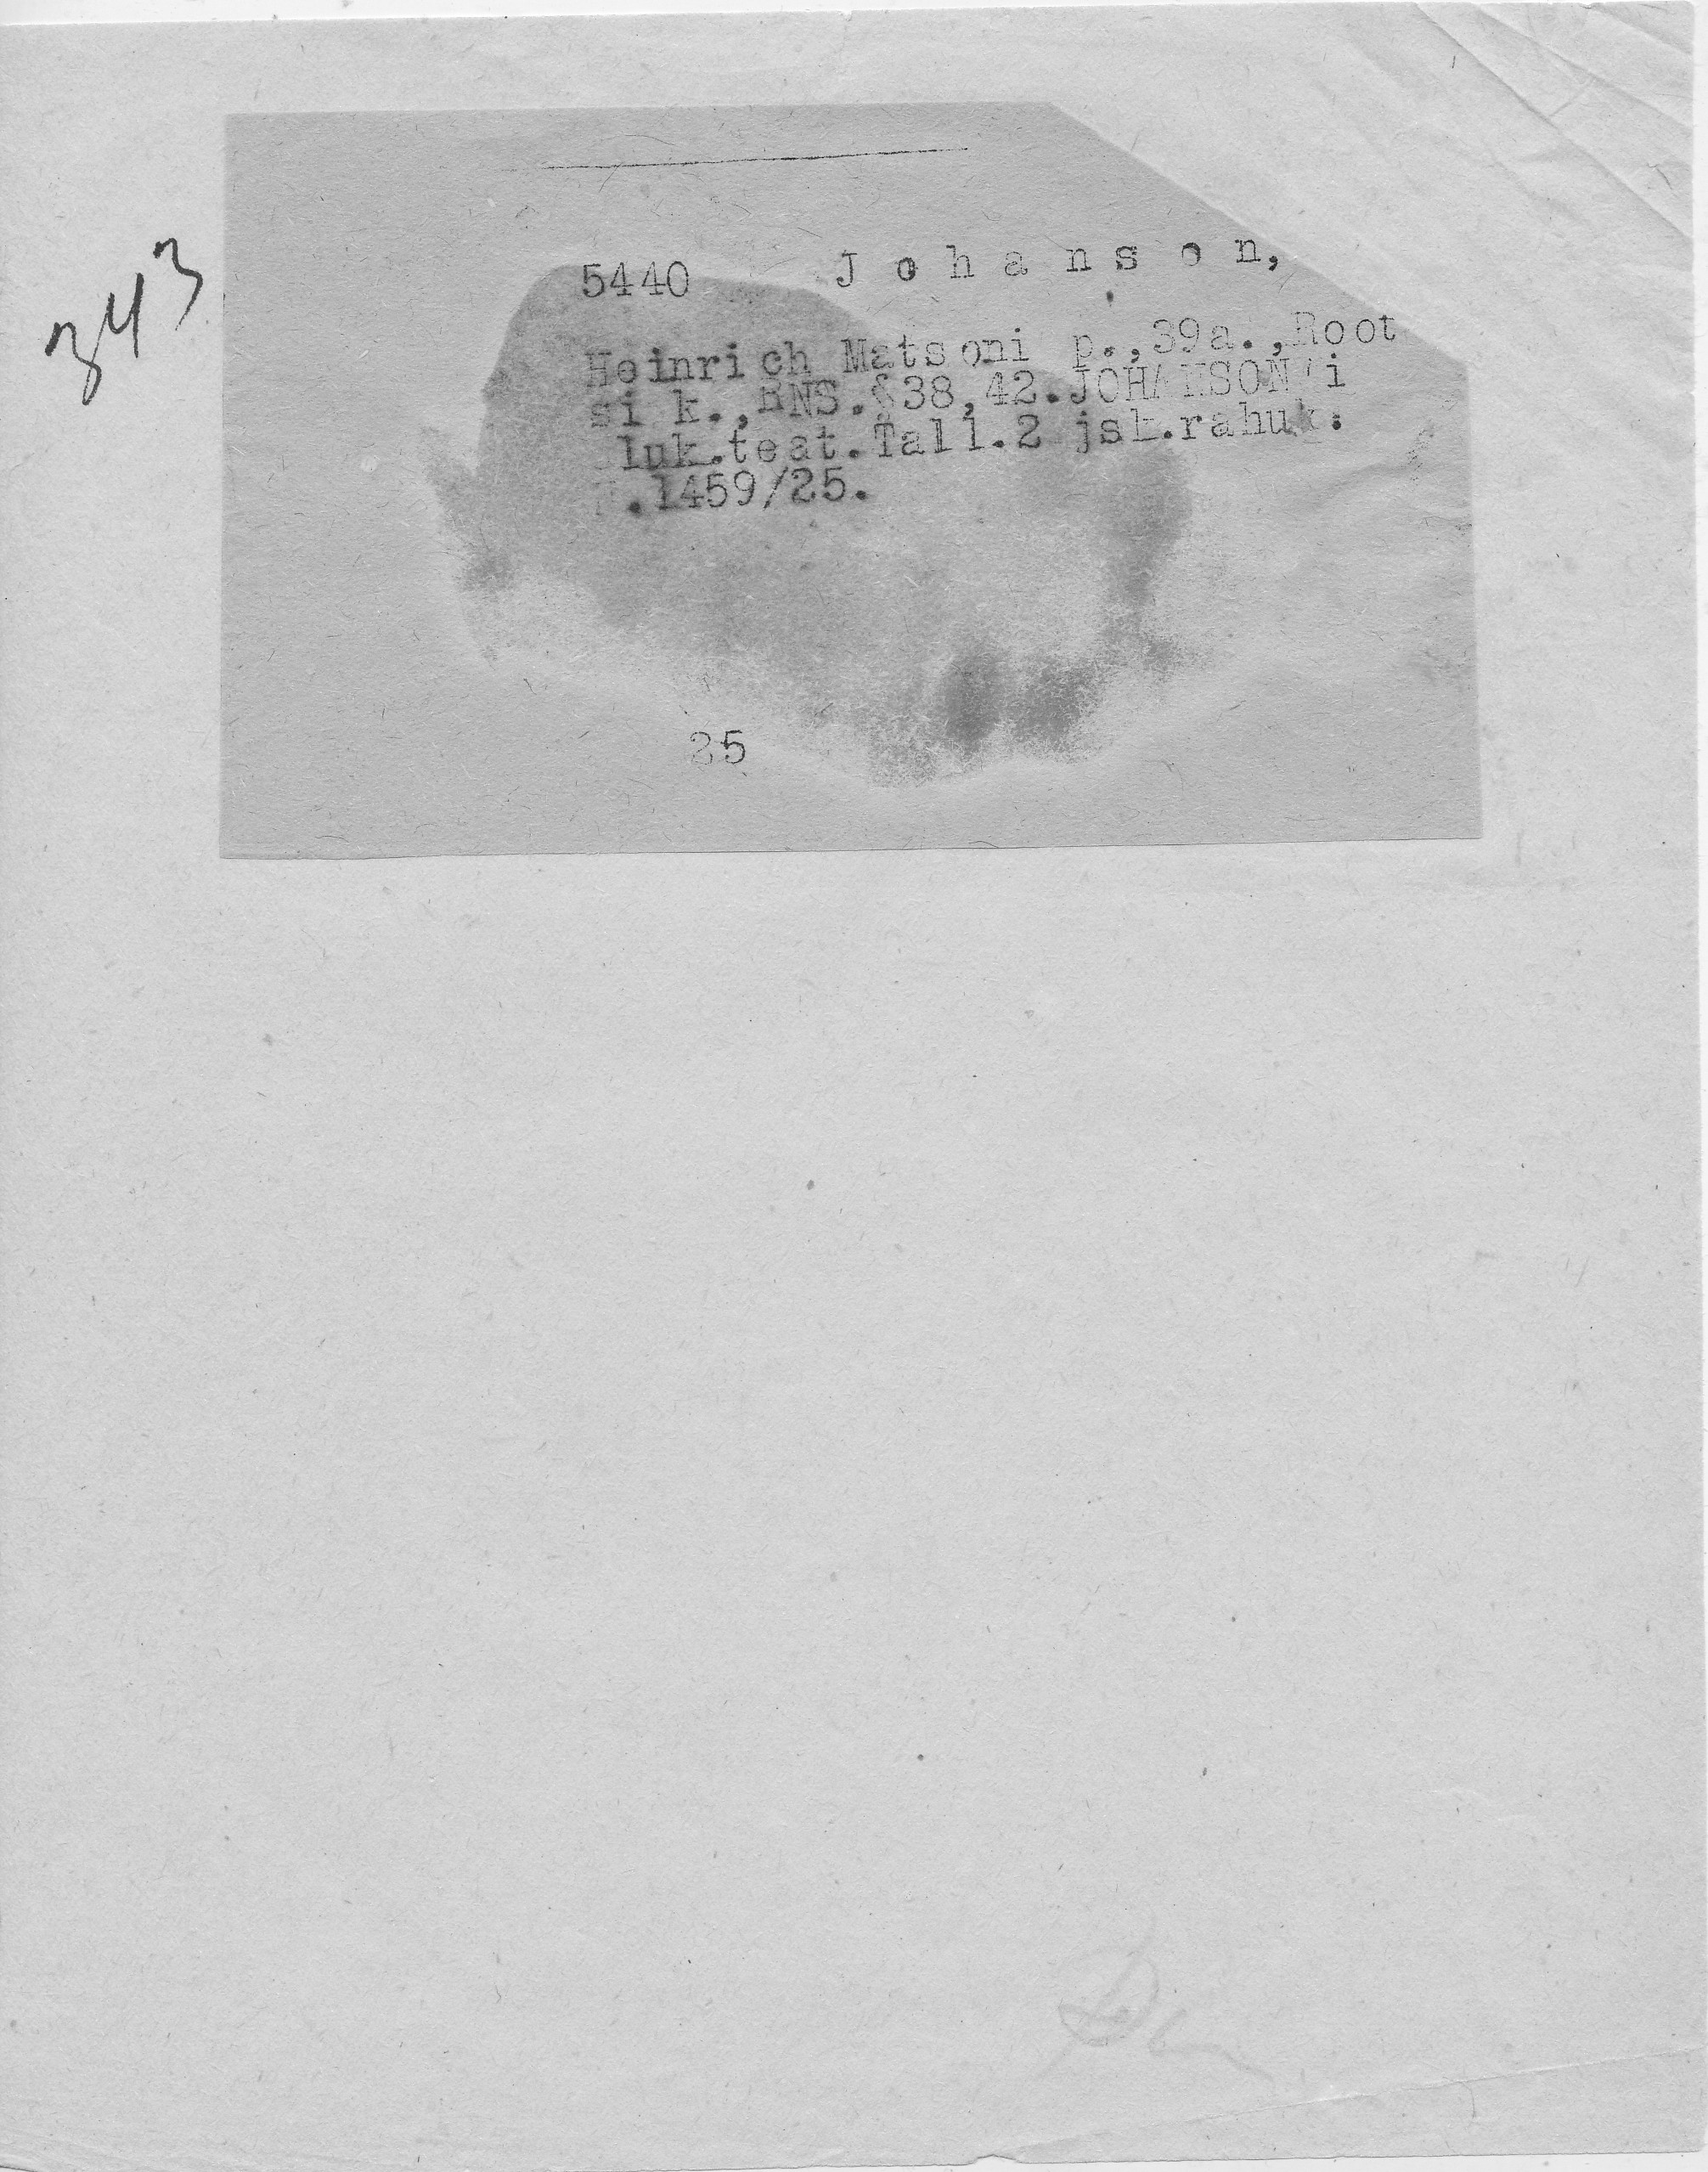 343
5440 Johanson,
Heinrich Matsoni p.,39a.,Root
si k.,RNS.§38,42.JOHANSON'i
luk.teat.Tall.2 jsk.rahuk.
.1459/25.
25